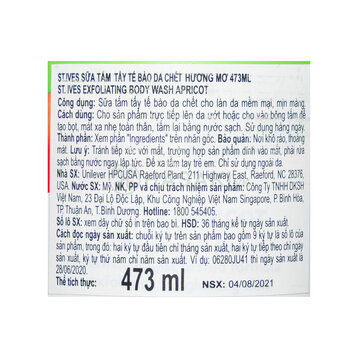 ST.IVES SỮA TẮM TẨY TẾ BÀO DA CHẾT HƯƠNG MƠ 473ML
ST. IVES EXFOLIATING BODY WASH APRICOT
Công dụng: Sữa tắm tẩy tế bào da chết cho làn da mềm mại, mịn màng.
Cách dùng: Cho sản phẩm trực tiếp lên da ướt hoặc cho vào bông tắm để
tạo bọt, mát xa nhẹ toàn thân, tắm lại bằng nước sạch. Sử dụng hàng ngày.
Thành phần: Xem phần "Ingredients" trên nhãn gốc. Bảo quản: Nơi khô ráo, thoáng
mát. Lưu ý: Tránh tiếp xúc với mắt, trường hợp sản phẩm dính vào mắt, phải rửa
sạch bằng nước ngay lập tức. Để xa tầm tay trẻ em. Chỉ sử dụng ngoài da.
Nhà SX: Unilever HPCUSA Raeford Plant, 211 Highway East, Raeford, NC 28376,
USA. Nước SX: Mỹ. NK, PP và chịu trách nhiệm sản phẩm: Công Ty TNHH DKSH
Việt Nam, 23 Đại Lộ Độc Lập, Khu Công Nghiệp Việt Nam Singapore, P. Bình Hòa,
TP Thuận An, T.Bình Dương. Hotline: 1800 545405.
Số lô SX: xem dãy chữ số in trên bao bì. HSD: 36 tháng kể từ ngày sản xuất.
Cách đọc ngày sản xuất: chuỗi ký tự trên sản phẩm bao gồm 9 ký tự là số lô của
sản phẩm, trong đó: hai ký tự đầu tiên chỉ tháng sản xuất, hai ký tự tiếp theo chỉ ngày
sản xuất, ký tự thứ năm chỉ năm sản xuất. Ví dụ: 06280JU41 thì ngày sản xuất là
28/06/2020.
Thể tích thực: 473 ml NSX: 04/08/2021